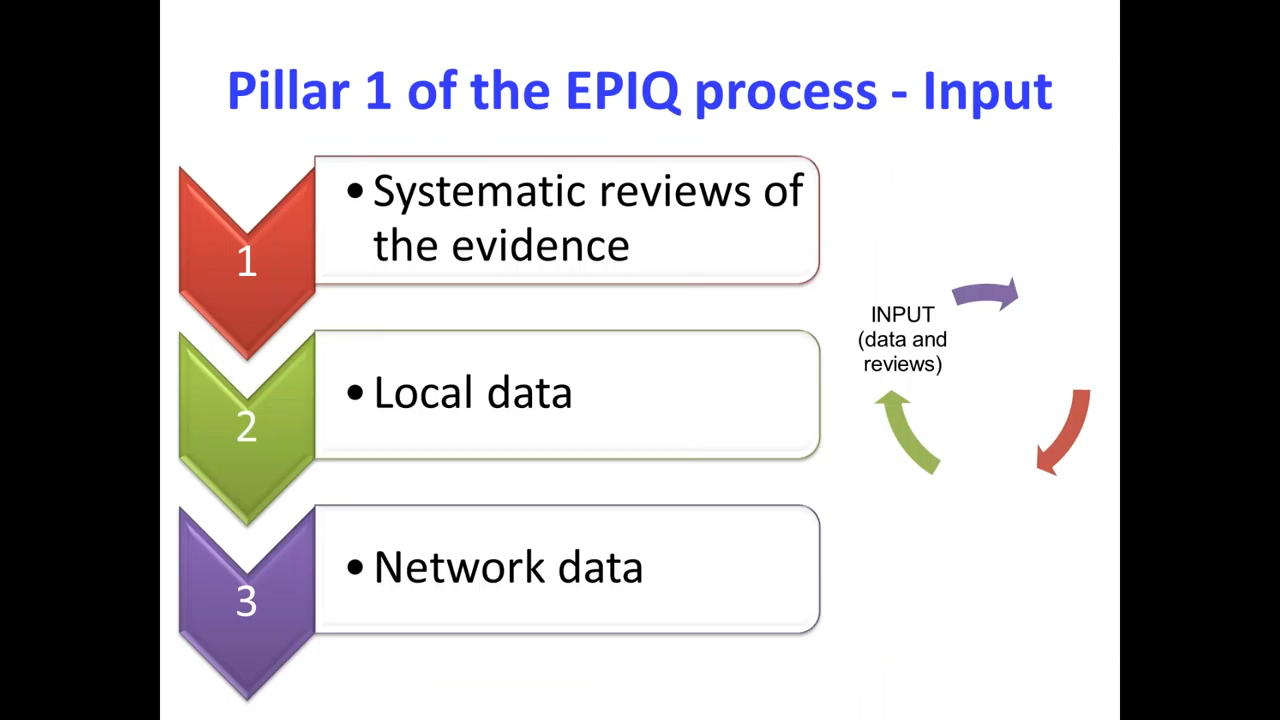 Pillar 1 of the EPIQ process - Input
1
•Systematic reviews of
the evidence
2
•Local data
3
•Network data
INPUT
(data and
reviews)